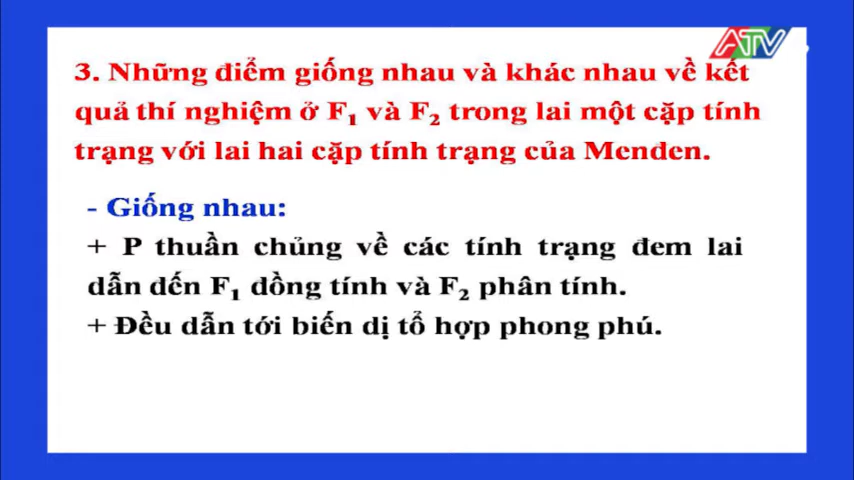 ATV
3. Những điểm giống nhau và khác nhau về kết
quả thí nghiệm ở F₁ và F₂ trong lai một cặp tính
trạng với lai hai cặp tính trạng của Menden.
- Giống nhau:
+ P thuần chủng về các tính trạng đem lai
dẫn dến F₁ dồng tính và F₂ phân tính.
+ Đều dẫn tới biến dị tổ hợp phong phú.